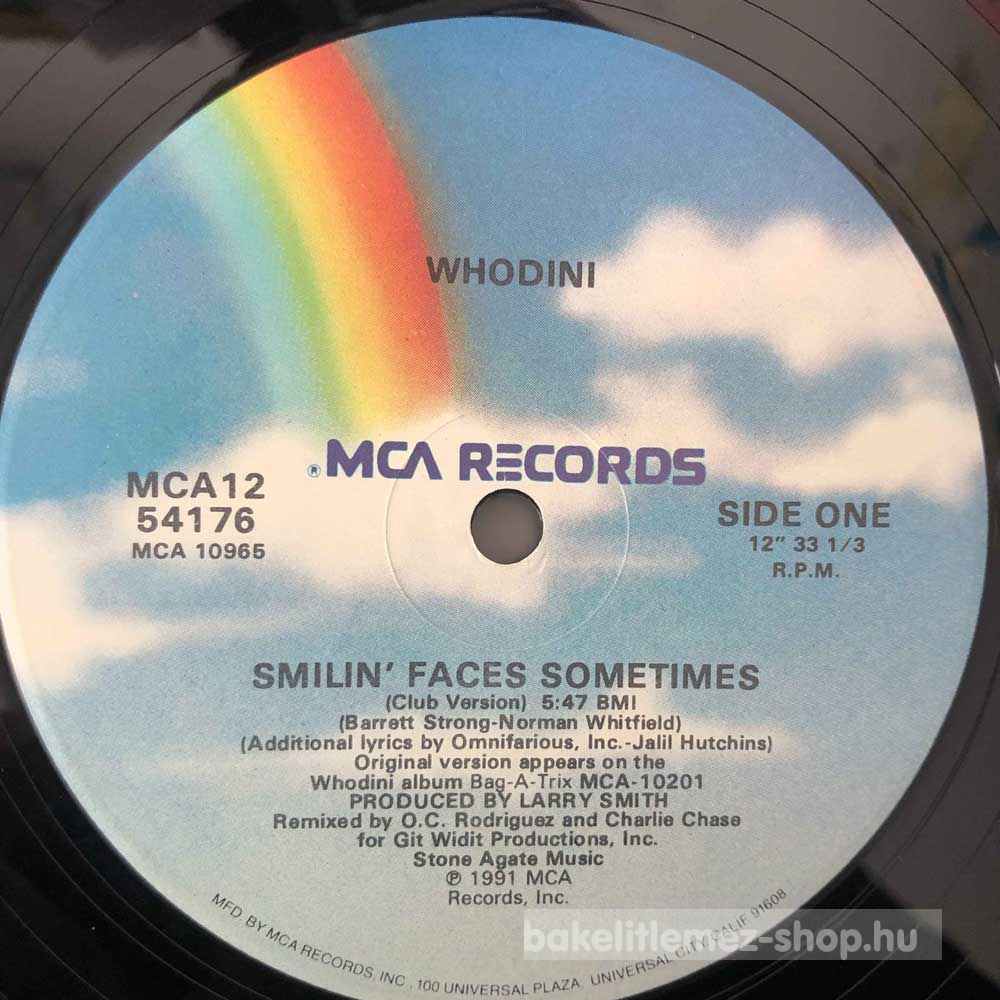 WHODINI
® MCA RECORDS
MCA12
54176
MCA 10965
SIDE ONE
12" 33 1/3
R.P.M.
SMILIN' FACES SOMETIMES
(Club Version) 5:47 BMI
(Barrett Strong-Norman Whitfield)
(Additional lyrics by Omnifarious, Inc.-Jalil Hutchins)
Original version appears on the
Whodini album Bag-A-Trix MCA-10201
PRODUCED BY LARRY SMITH
Remixed by O.C. Rodriguez and Charlie Chase
for Git Widit Productions, Inc.
Stone Agate Music
℗ 1991 MCA
Records, Inc.
MFD BY MCA RECORDS, INC., 100 UNIVERSAL PLAZA, UNIVERSAL CITY, CALIF 91608
bakelitlemez-shop.hu